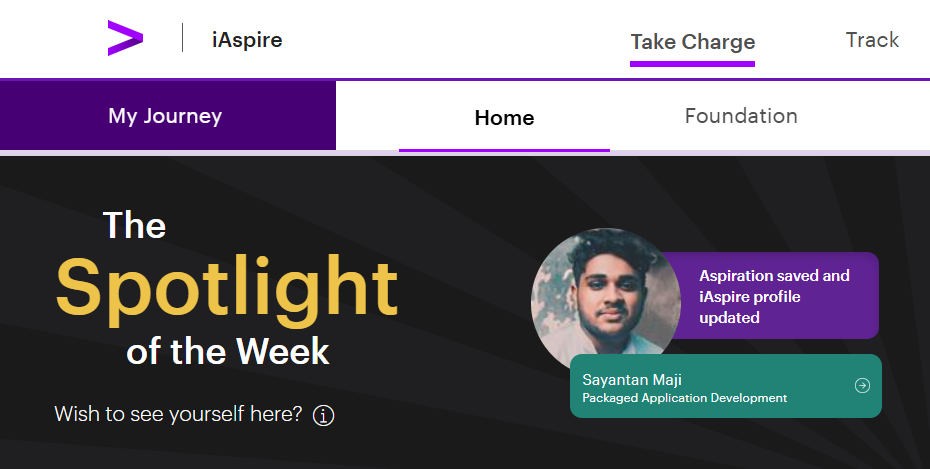 iAspire
Take Charge
Track
My Journey
Home
Foundation
The
Spotlight
of the Week
Wish to see yourself here?
Aspiration saved and
iAspire profile
updated
Sayantan Maji
Packaged Application Development